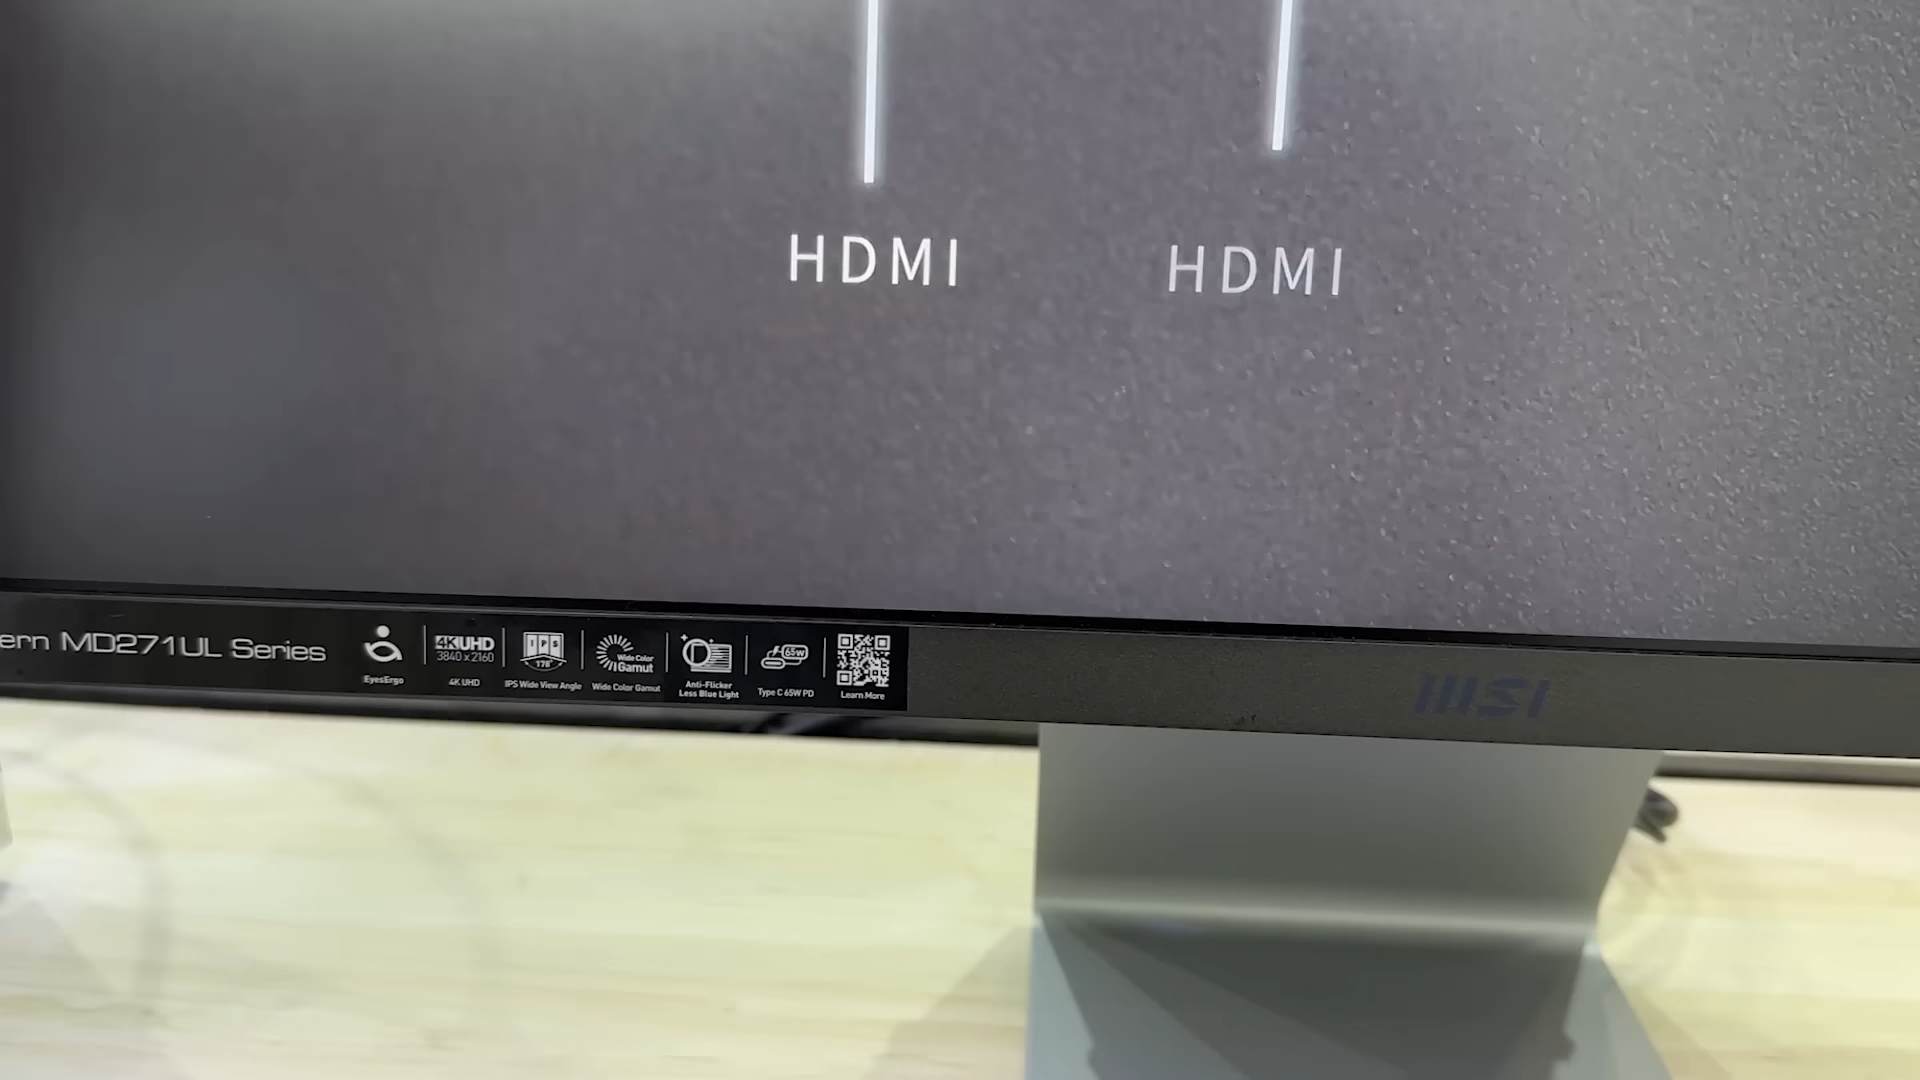 HDMI HDMI
ern MD271UL Series
EyesErgo
4KUHD
3840 x 2160
4K UHD
IPS
178°
IPS Wide View Angle
Wide Color
Gamut
Wide Color Gamut
Anti-Flicker
Less Blue Light
65W
Type C 65W PD
Learn More
msi